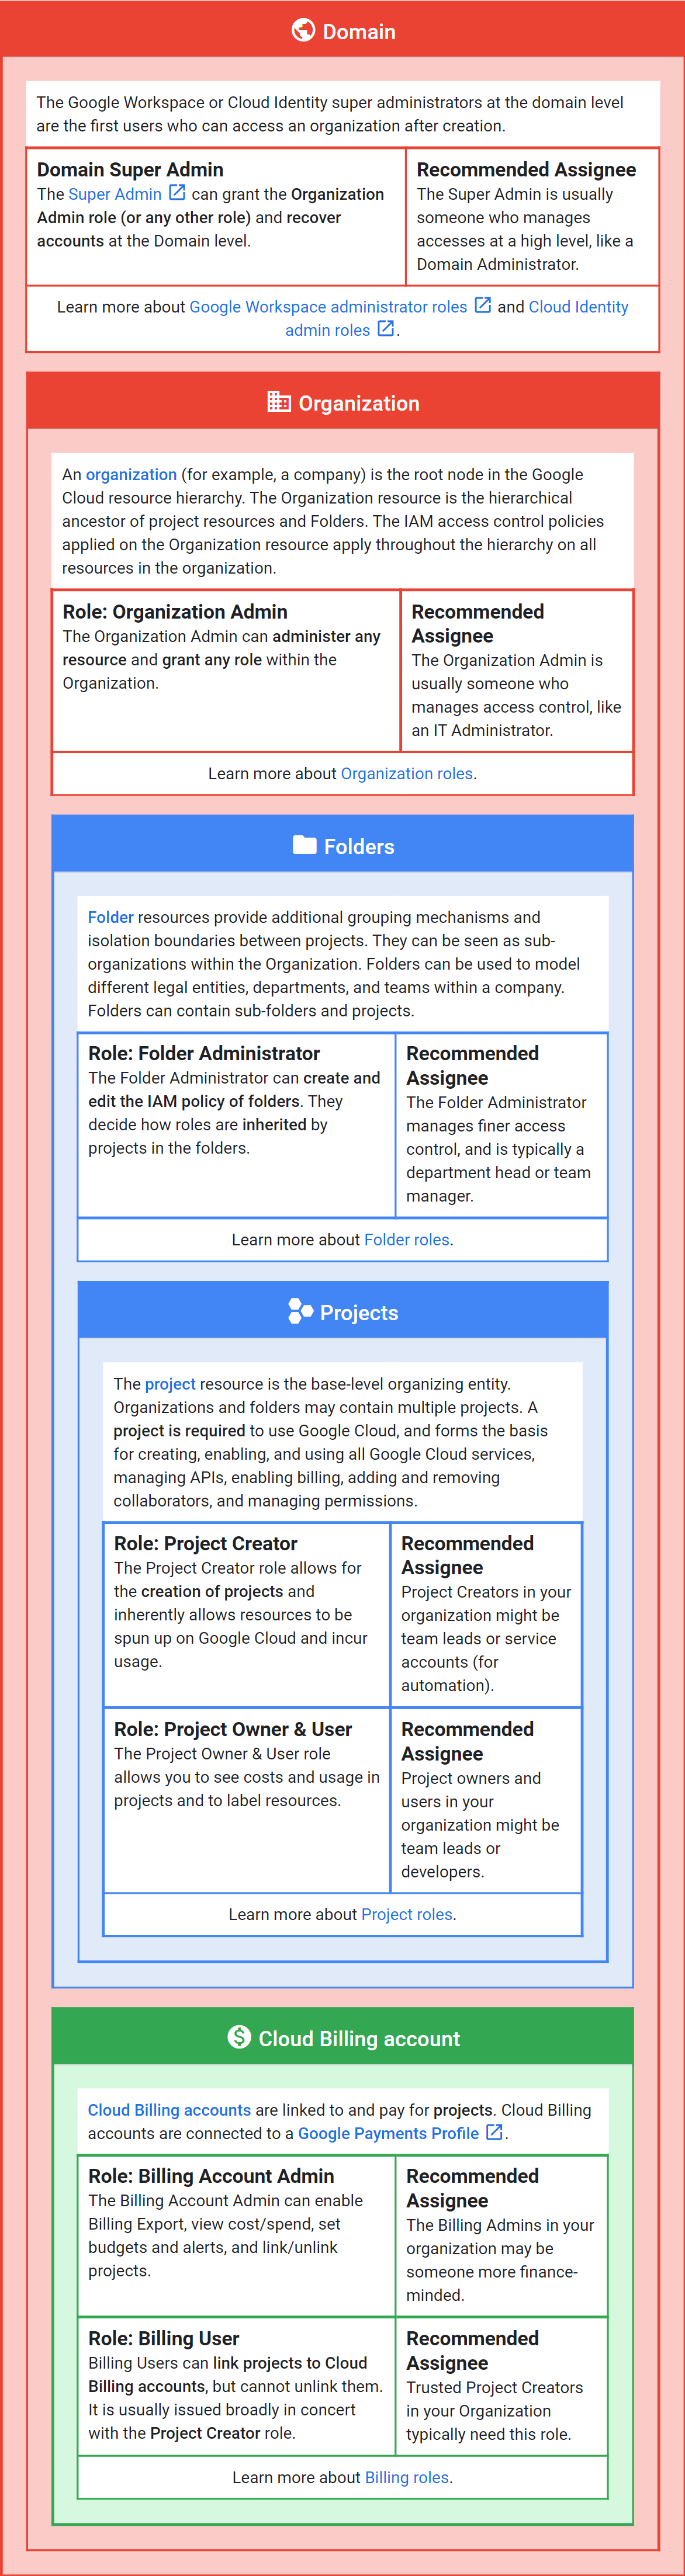 Domain
The Google Workspace or Cloud Identity super administrators at the domain level
are the first users who can access an organization after creation.
Domain Super Admin
The Super Admin can grant the Organization
Admin role (or any other role) and recover
accounts at the Domain level.
Recommended Assignee
The Super Admin is usually
someone who manages
accesses at a high level, like a
Domain Administrator.
Learn more about Google Workspace administrator roles and Cloud Identity
admin roles.
Organization
An organization (for example, a company) is the root node in the Google
Cloud resource hierarchy. The Organization resource is the hierarchical
ancestor of project resources and Folders. The IAM access control policies
applied on the Organization resource apply throughout the hierarchy on all
resources in the organization.
Role: Organization Admin
The Organization Admin can administer any
resource and grant any role within the
Organization.
Recommended
Assignee
The Organization Admin is
usually someone who
manages access control, like
an IT Administrator.
Learn more about Organization roles.
Folders
Folder resources provide additional grouping mechanisms and
isolation boundaries between projects. They can be seen as sub-
organizations within the Organization. Folders can be used to model
different legal entities, departments, and teams within a company.
Folders can contain sub-folders and projects.
Role: Folder Administrator
The Folder Administrator can create and
edit the IAM policy of folders. They
decide how roles are inherited by
projects in the folders.
Recommended
Assignee
The Folder Administrator
manages finer access
control, and is typically a
department head or team
manager.
Learn more about Folder roles.
Projects
The project resource is the base-level organizing entity.
Organizations and folders may contain multiple projects. A
project is required to use Google Cloud, and forms the basis
for creating, enabling, and using all Google Cloud services,
managing APIs, enabling billing, adding and removing
collaborators, and managing permissions.
Role: Project Creator
The Project Creator role allows for
the creation of projects and
inherently allows resources to be
spun up on Google Cloud and incur
usage.
Recommended
Assignee
Project Creators in your
organization might be
team leads or service
accounts (for
automation).
Role: Project Owner & User
The Project Owner & User role
allows you to see costs and usage in
projects and to label resources.
Recommended
Assignee
Project owners and
users in your
organization might be
team leads or
developers.
Learn more about Project roles.
Cloud Billing account
Cloud Billing accounts are linked to and pay for projects. Cloud Billing
accounts are connected to a Google Payments Profile.
Role: Billing Account Admin
The Billing Account Admin can enable
Billing Export, view cost/spend, set
budgets and alerts, and link/unlink
projects.
Recommended
Assignee
The Billing Admins in your
organization may be
someone more finance-
minded.
Role: Billing User
Billing Users can link projects to Cloud
Billing accounts, but cannot unlink them.
It is usually issued broadly in concert
with the Project Creator role.
Recommended
Assignee
Trusted Project Creators
in your Organization
typically need this role.
Learn more about Billing roles.